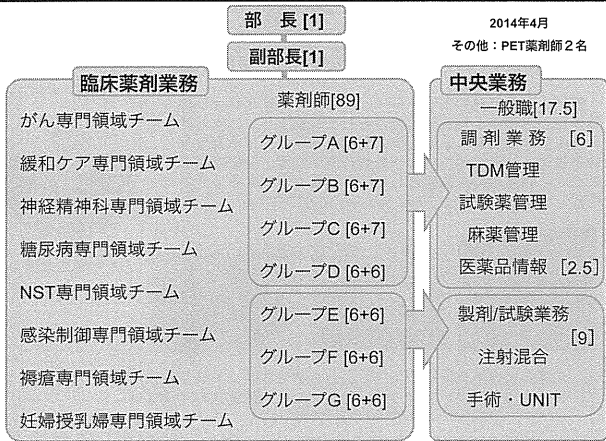 部 長 [1]
副部長[1]
2014年4月
その他：PET薬剤師２名
臨床薬剤業務
がん専門領域チーム
緩和ケア専門領域チーム
神経精神科専門領域チーム
糖尿病専門領域チーム
NST専門領域チーム
感染制御専門領域チーム
褥瘡専門領域チーム
妊婦授乳婦専門領域チーム
薬剤師[89]
グループA [6+7]
グループB [6+7]
グループC [6+7]
グループD [6+6]
グループE [6+6]
グループF [6+6]
グループG [6+6]
中央業務
一般職[17.5]
調 剤 業 務 [6]
TDM管理
試験薬管理
麻薬管理
医薬品情報 [2.5]
製剤/試験業務
[9]
注射混合
手術・UNIT